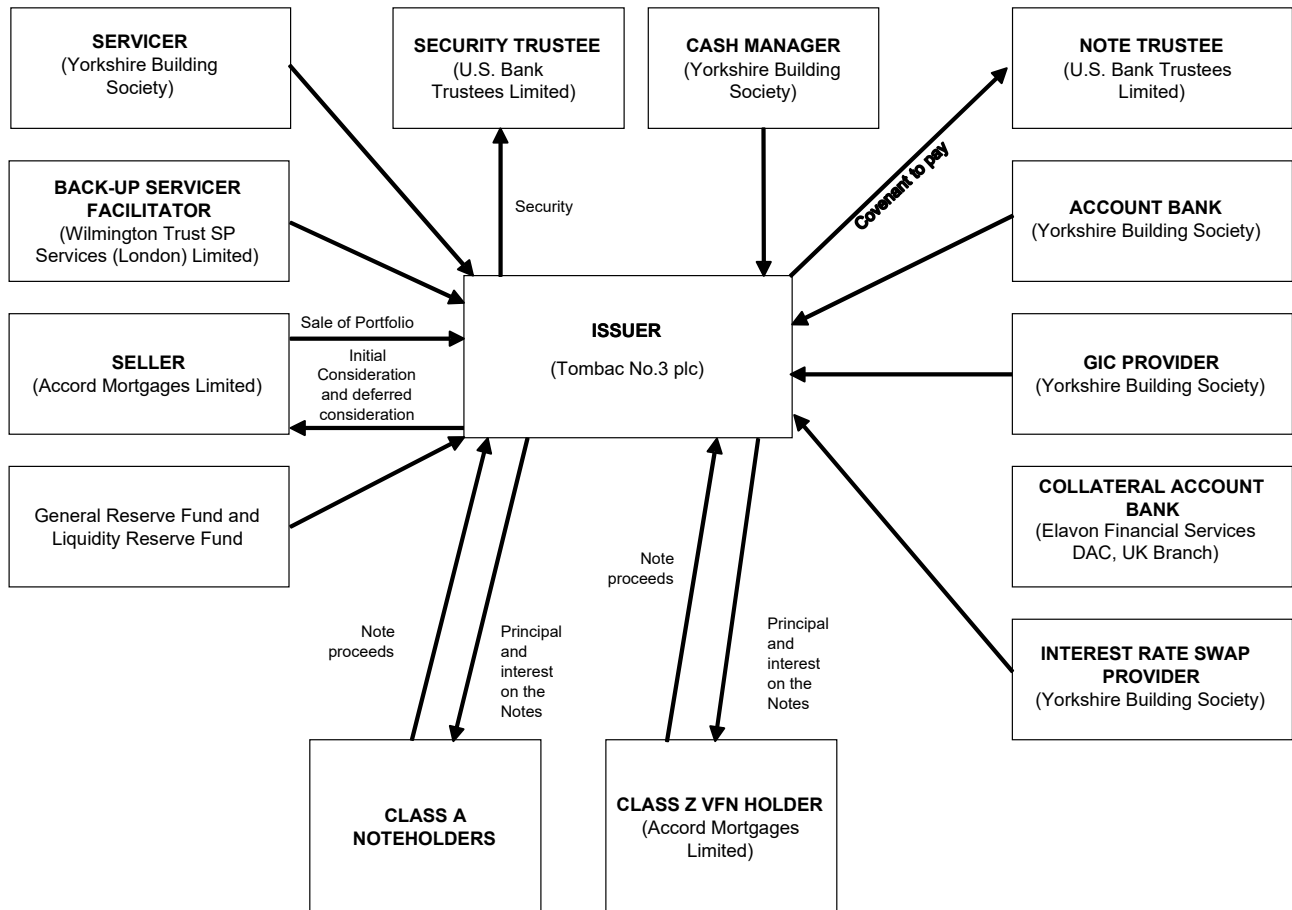 SERVICER
(Yorkshire Building
Society)
SECURITY TRUSTEE
(U.S. Bank
Trustees Limited)
CASH MANAGER
(Yorkshire Building
Society)
NOTE TRUSTEE
(U.S. Bank Trustees
Limited)
BACK-UP SERVICER
FACILITATOR
(Wilmington Trust SP
Services (London) Limited)
Security
Covenant to pay
ACCOUNT BANK
(Yorkshire Building Society)
SELLER
(Accord Mortgages Limited)
Sale of Portfolio
Initial
Consideration
and deferred
consideration
ISSUER
(Tombac No.3 plc)
GIC PROVIDER
(Yorkshire Building Society)
General Reserve Fund and
Liquidity Reserve Fund
COLLATERAL ACCOUNT
BANK
(Elavon Financial Services
DAC, UK Branch)
Note
proceeds
Principal
and
interest
on the
Notes
Note
proceeds
Principal
and
interest
on the
Notes
INTEREST RATE SWAP
PROVIDER
(Yorkshire Building Society)
CLASS A
NOTEHOLDERS
CLASS Z VFN HOLDER
(Accord Mortgages
Limited)